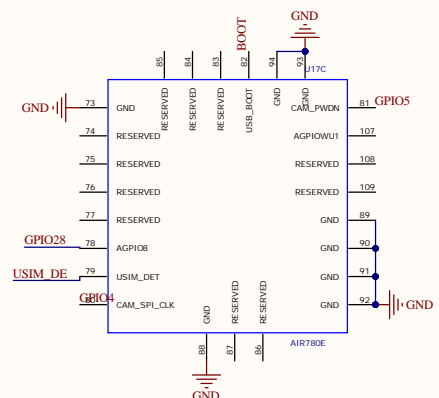 GND
BOOT
85
84
83
82
94
93
U17C
RESERVED
RESERVED
RESERVED
USB_BOOT
GND
GND
GND
73
GND
CAM_PWDN
81
GPIO5
74
RESERVED
AGPIOWU1
107
75
RESERVED
RESERVED
108
76
RESERVED
RESERVED
109
77
RESERVED
GND
89
GPIO28
78
AGPIO8
GND
90
USIM_DE
79
USIM_DET
GND
91
GPIO4
CAM_SPI_CLK
GND
92
GND
GND
RESERVED
RESERVED
88
87
86
AIR780E
GND